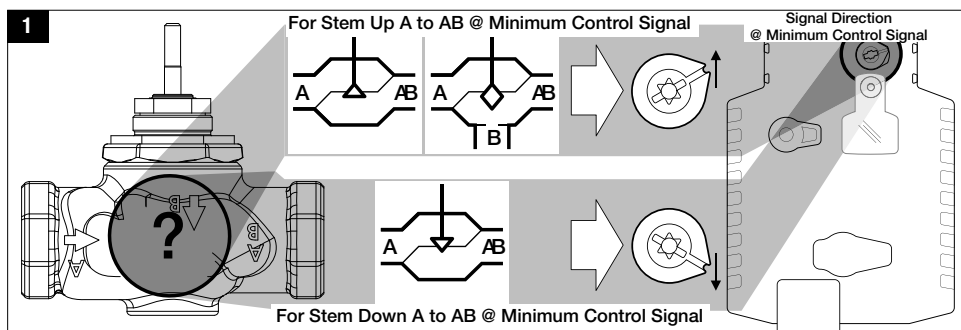 1
For Stem Up A to AB @ Minimum Control Signal
Signal Direction
@ Minimum Control Signal
A AB
A AB
B
?
B
A
A AB
For Stem Down A to AB @ Minimum Control Signal